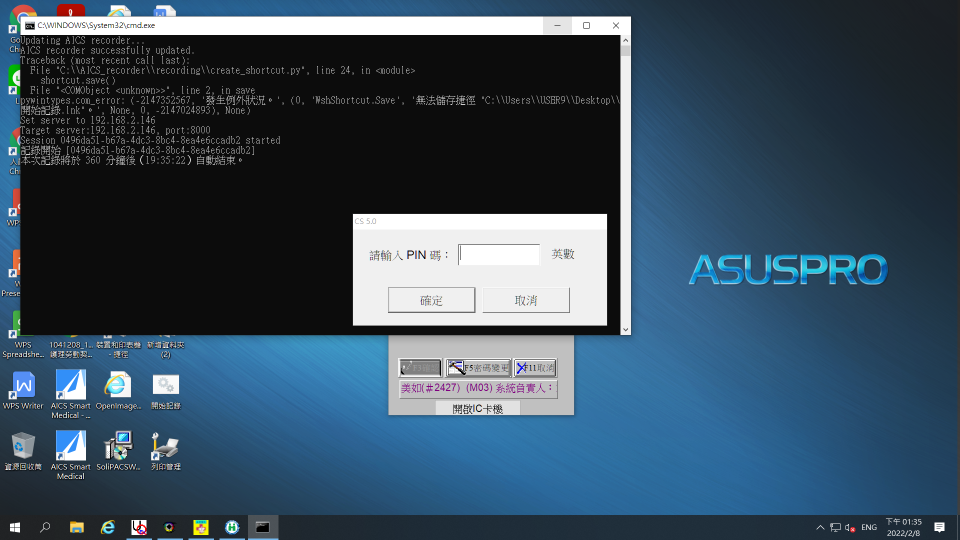 C:\WINDOWS\System32\cmd.exe
Updating AICS recorder...
AICS recorder successfully updated.
Traceback (most recent call last):
File "C:\\AICS_recorder\\recording\\create_shortcut.py", line 24, in <module>
shortcut.save()
File "<COMObject <unknown>>", line 2, in save
pywintypes.com_error: (-2147352567, '發生例外狀況。', (0, 'WshShortcut.Save', '無法儲存捷徑 "C:\\Users\\USER9\\Desktop\\
開始記錄.lnk"。', None, 0, -2147024893), None)
Set server to 192.168.2.146
Target server:192.168.2.146, port:8000
Session 0496da51-b67a-4dc3-8bc4-8ea4e6ccadb2 started
記錄開始 [0496da51-b67a-4dc3-8bc4-8ea4e6ccadb2]
本次記錄將於 360 分鐘後（19:35:22）自動結束。
CS 5.0
請輸入 PIN 碼：
英數
確定
取消
ASUSPRO
F5密碼變更
F11取消
美如(#2427) (M03) 系統負責人:
開啟IC卡機
WPS
Presen
WPS
Spreadshe...
1041208_1...
護理勞動契...
裝置和印表機
- 捷徑
新增資料夾
(2)
WPS Writer
AICS Smart
Medical - ...
OpenImage...
開始記錄
資源回收筒
AICS Smart
Medical
SoliPACSW...
列印管理
ENG
下午 01:35
2022/2/8